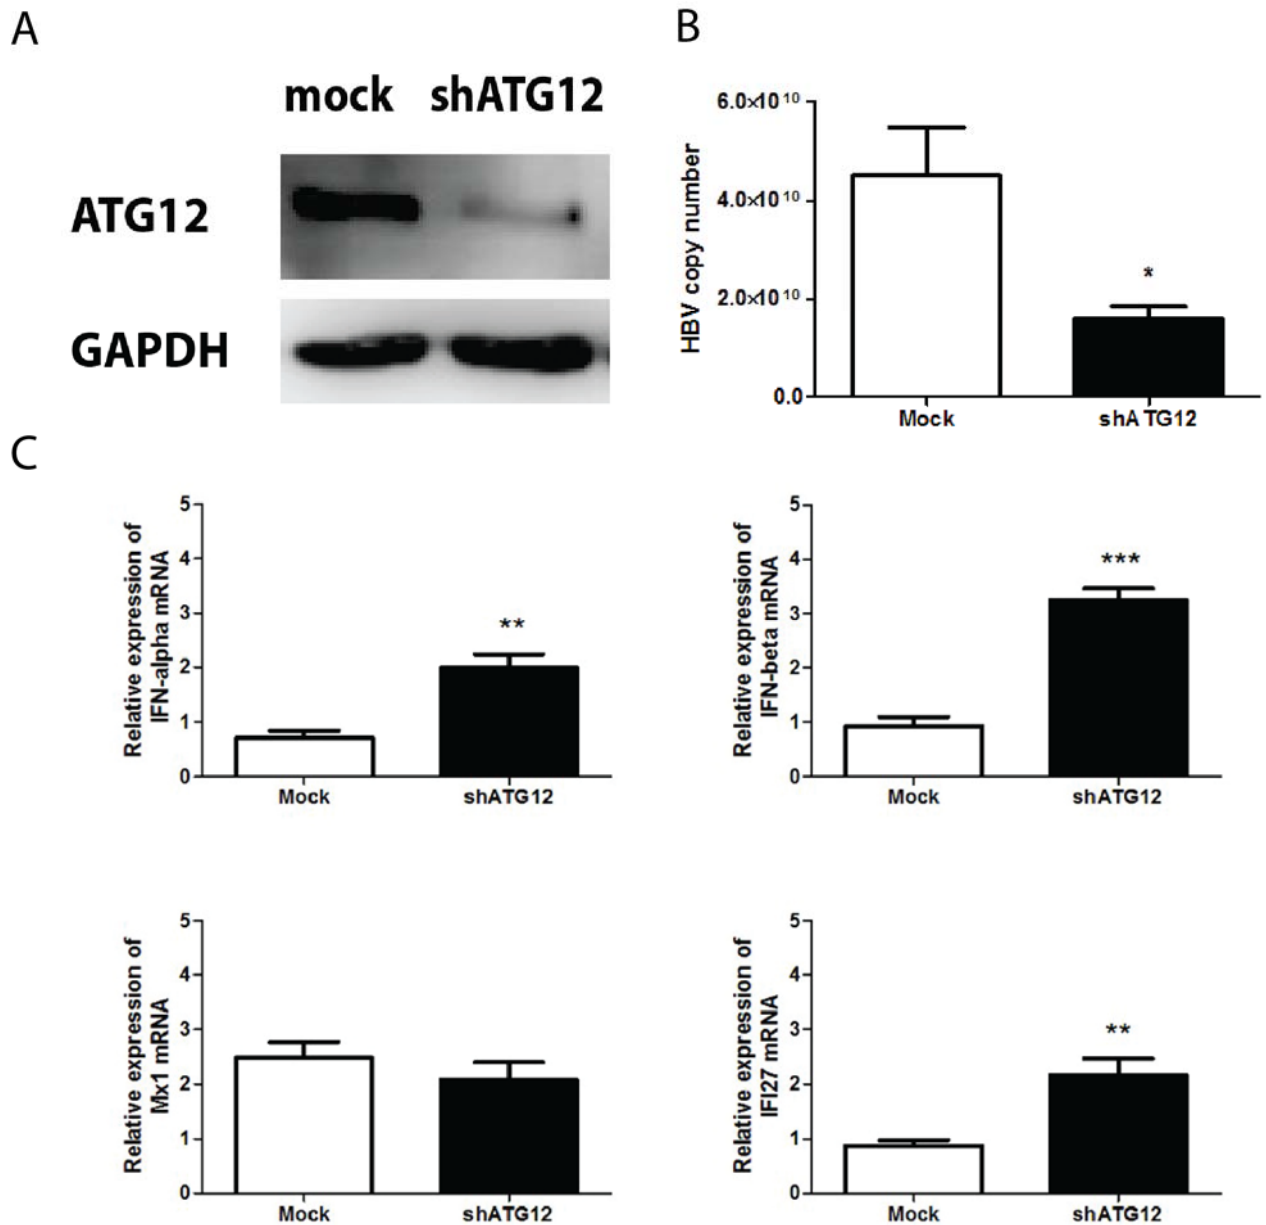 A
mock shATG12
ATG12
GAPDH
B
HBV copy number
6.0×10¹⁰
4.0×10¹⁰
2.0×10¹⁰
0.0
*
Mock shATG12
C
Relative expression of
IFN-alpha mRNA
5
4
3
2
1
0
**
Mock shATG12
Relative expression of
IFN-beta mRNA
5
4
3
2
1
0
***
Mock shATG12
Relative expression of
Mx1 mRNA
5
4
3
2
1
0
Mock shATG12
Relative expression of
IFI27 mRNA
5
4
3
2
1
0
**
Mock shATG12